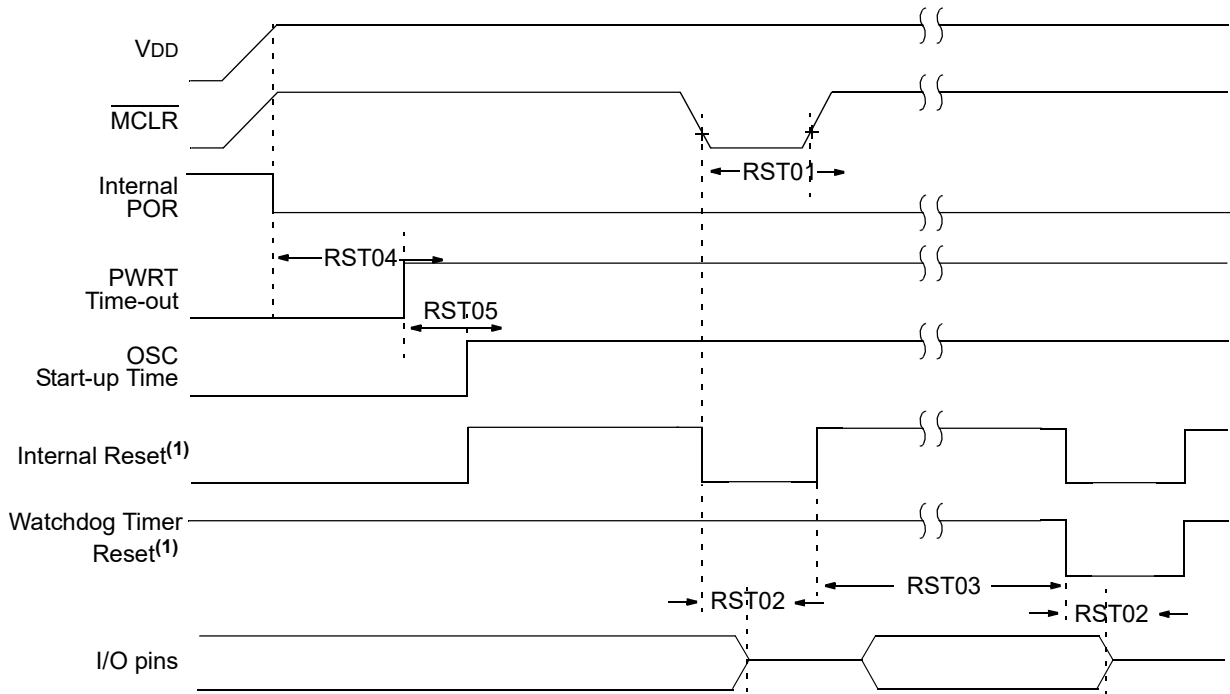 VDD
MCLR
RST01
Internal
POR
RST04
PWRT
Time-out
RST05
OSC
Start-up Time
Internal Reset(1)
Watchdog Timer
Reset(1)
RST02
RST03
RST02
I/O pins